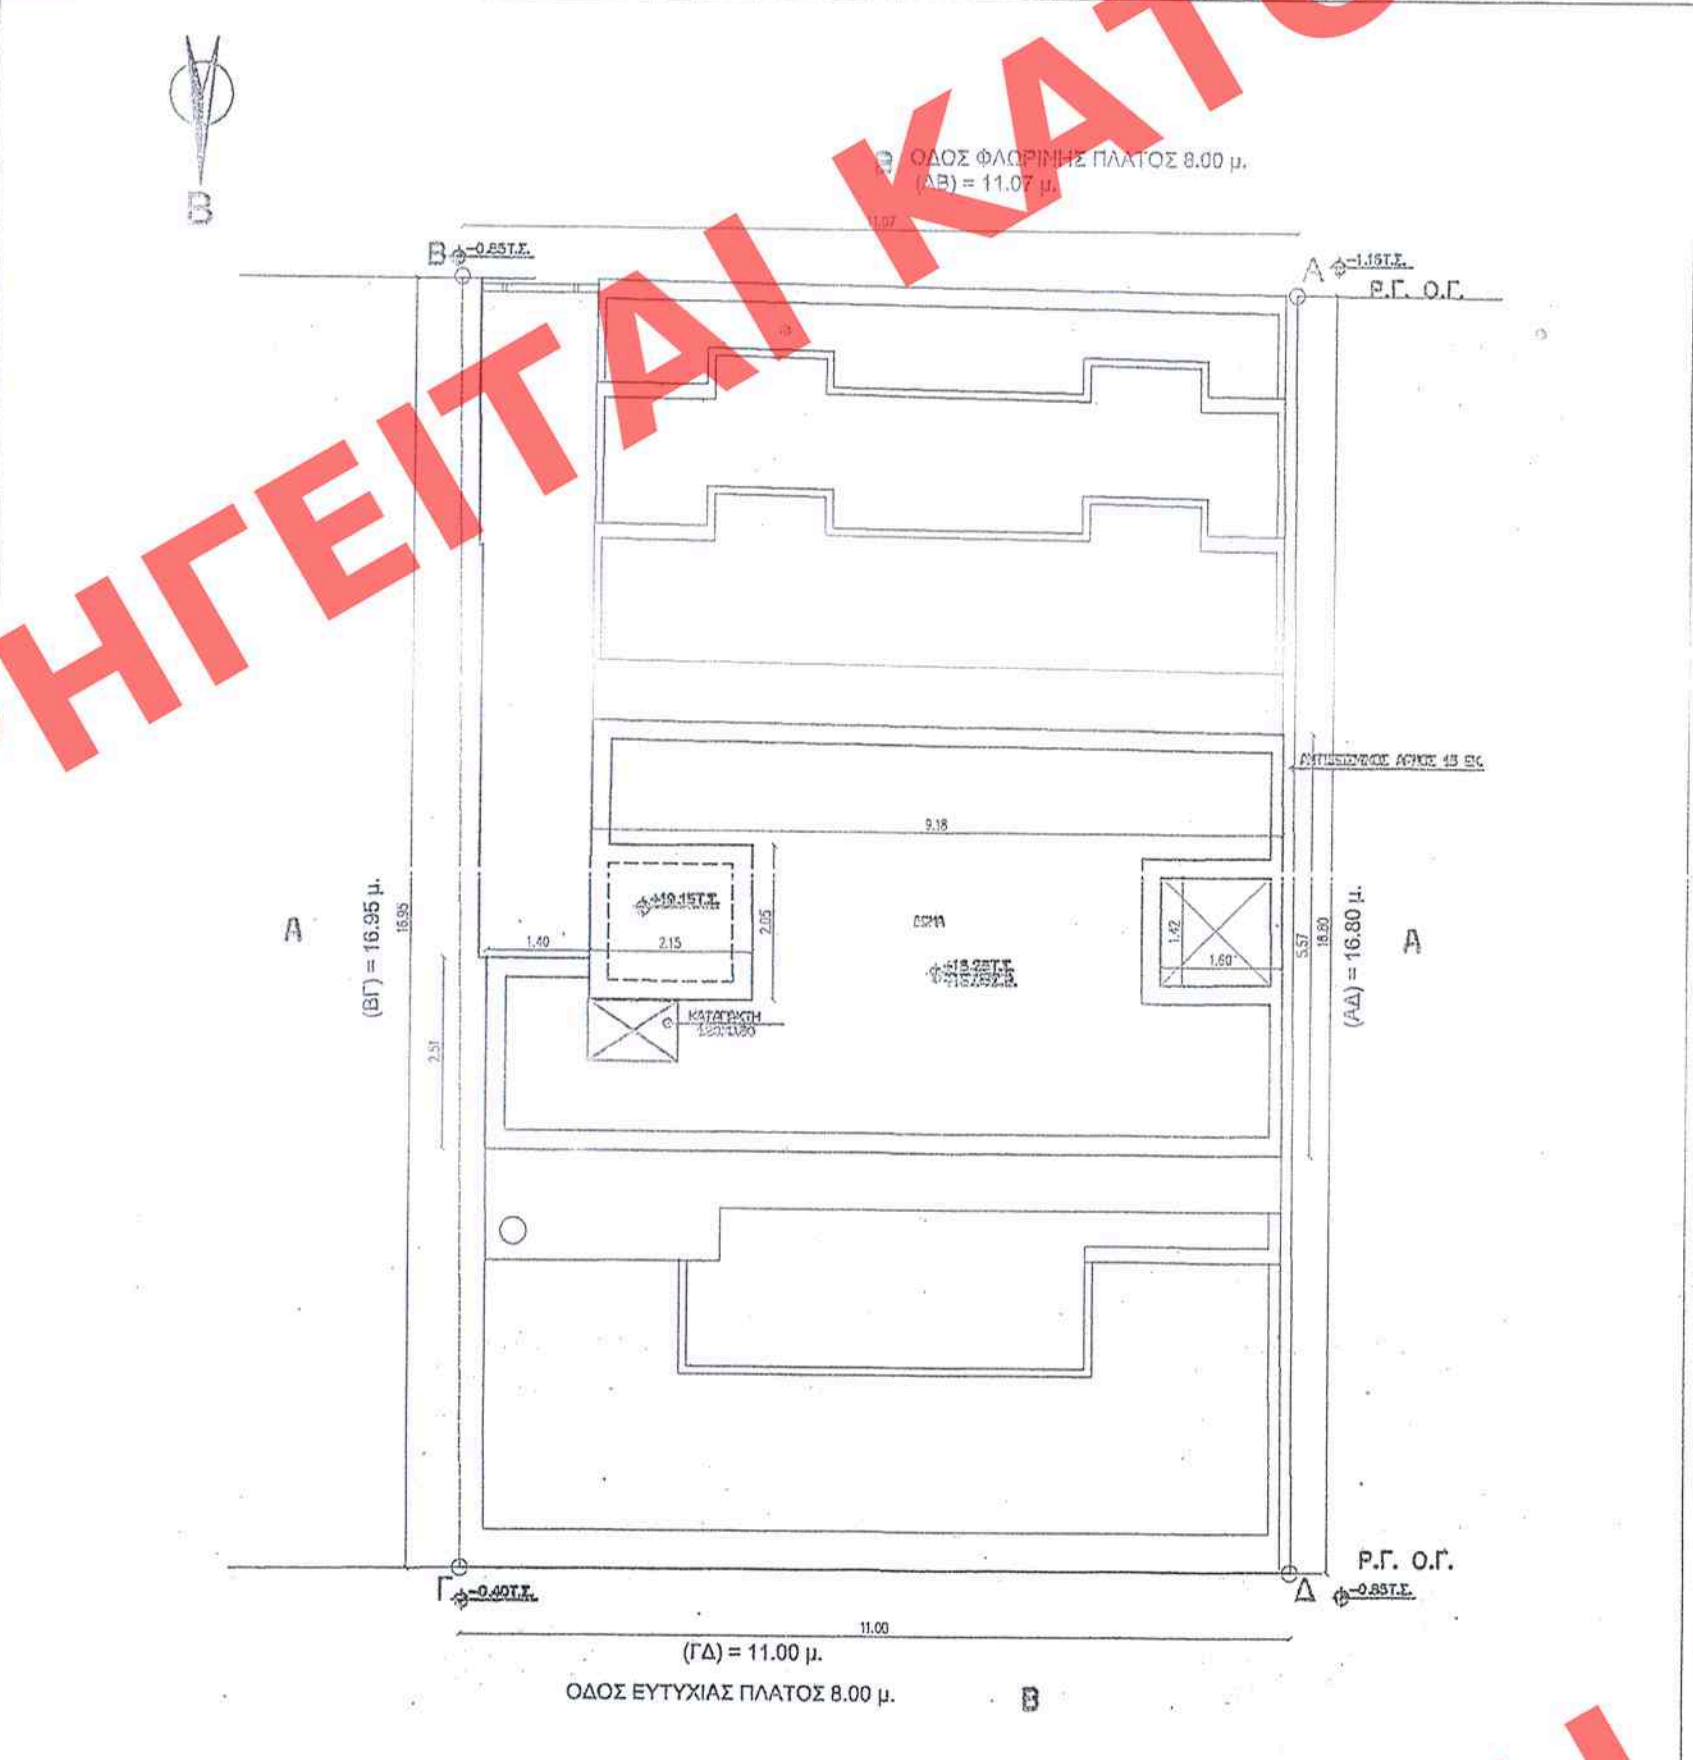 ΗΓΕΙΤΑΙ ΚΑΤΟ
Β
ΟΔΟΣ ΦΛΩΡΙΝΗΣ ΠΛΑΤΟΣ 8.00 μ.
(ΑΒ) = 11.07 μ.
11.07
Β -0.85Τ.Σ.
Α -1.15Τ.Σ.
Ρ.Γ. Ο.Γ.
ΑΝΤΙΣΕΙΣΜΙΚΟΣ ΑΡΜΟΣ 15 ΕΚ.
9.18
Α
(ΒΓ) = 16.95 μ.
16.95
1.40
2.15
2.05
ΔΩΜΑ
1.42
1.60
5.57
16.80
(ΑΔ) = 16.80 μ.
Α
2.51
ΚΑΤΑΠΑΚΤΗ
Ρ.Γ. Ο.Γ.
Γ -0.40Τ.Σ.
Δ -0.85Τ.Σ.
11.00
(ΓΔ) = 11.00 μ.
ΟΔΟΣ ΕΥΤΥΧΙΑΣ ΠΛΑΤΟΣ 8.00 μ.
Β